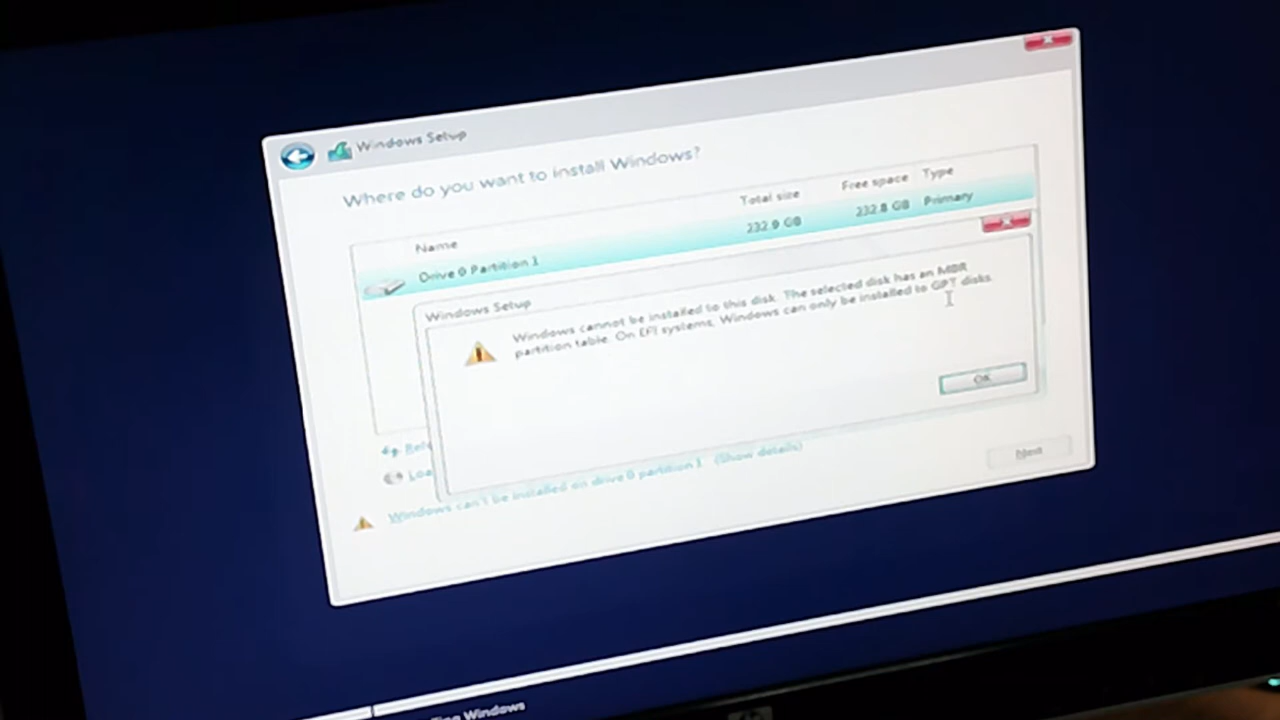 Windows Setup
Where do you want to install Windows?
Name Total size Free space Type
Drive 0 Partition 1 232.9 GB 232.8 GB Primary
Windows Setup
Windows cannot be installed to this disk. The selected disk has an MBR
partition table. On EFI systems, Windows can only be installed to GPT disks.
OK
Windows can't be installed on drive 0 partition 1 (Show details)
Next
Windows
hp